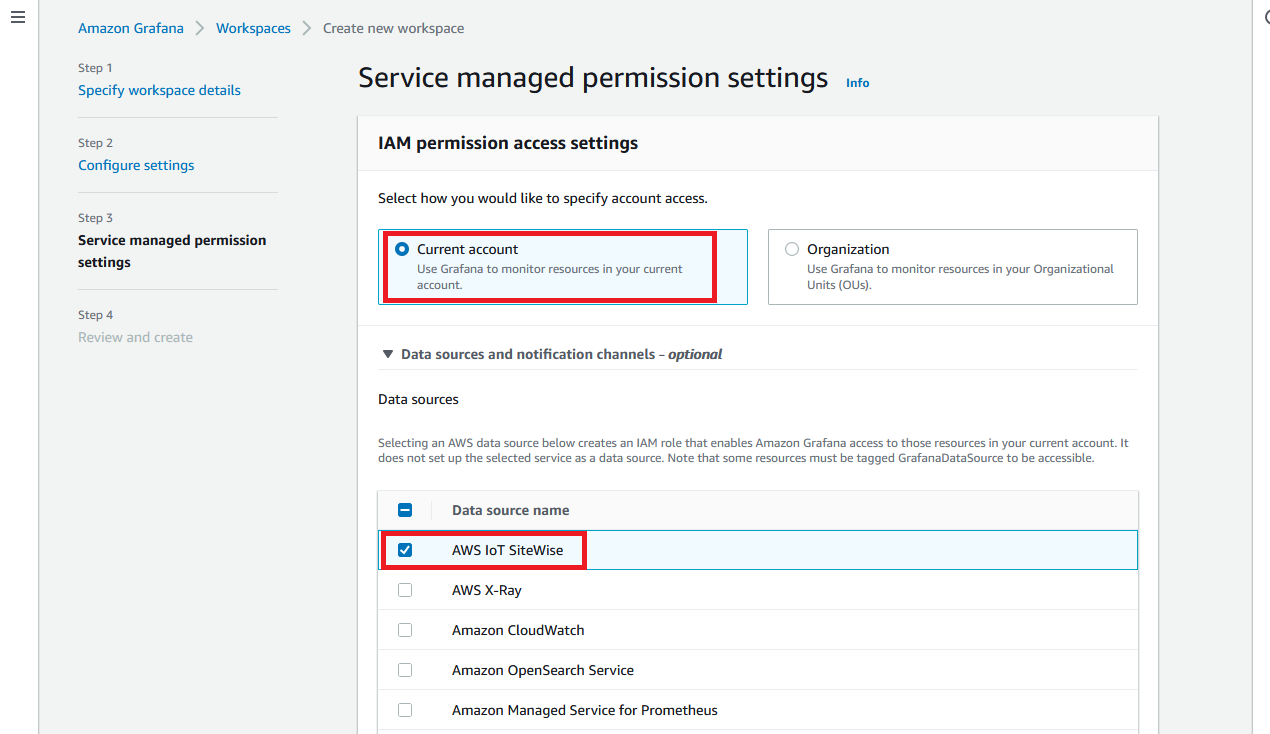 Amazon Grafana > Workspaces > Create new workspace
Step 1
Specify workspace details
Step 2
Configure settings
Step 3
Service managed permission
settings
Step 4
Review and create
Service managed permission settings Info
IAM permission access settings
Select how you would like to specify account access.
Current account
Use Grafana to monitor resources in your current
account.
Organization
Use Grafana to monitor resources in your Organizational
Units (OUs).
Data sources and notification channels - optional
Data sources
Selecting an AWS data source below creates an IAM role that enables Amazon Grafana access to those resources in your current account. It
does not set up the selected service as a data source. Note that some resources must be tagged GrafanaDataSource to be accessible.
Data source name
AWS IoT SiteWise
AWS X-Ray
Amazon CloudWatch
Amazon OpenSearch Service
Amazon Managed Service for Prometheus